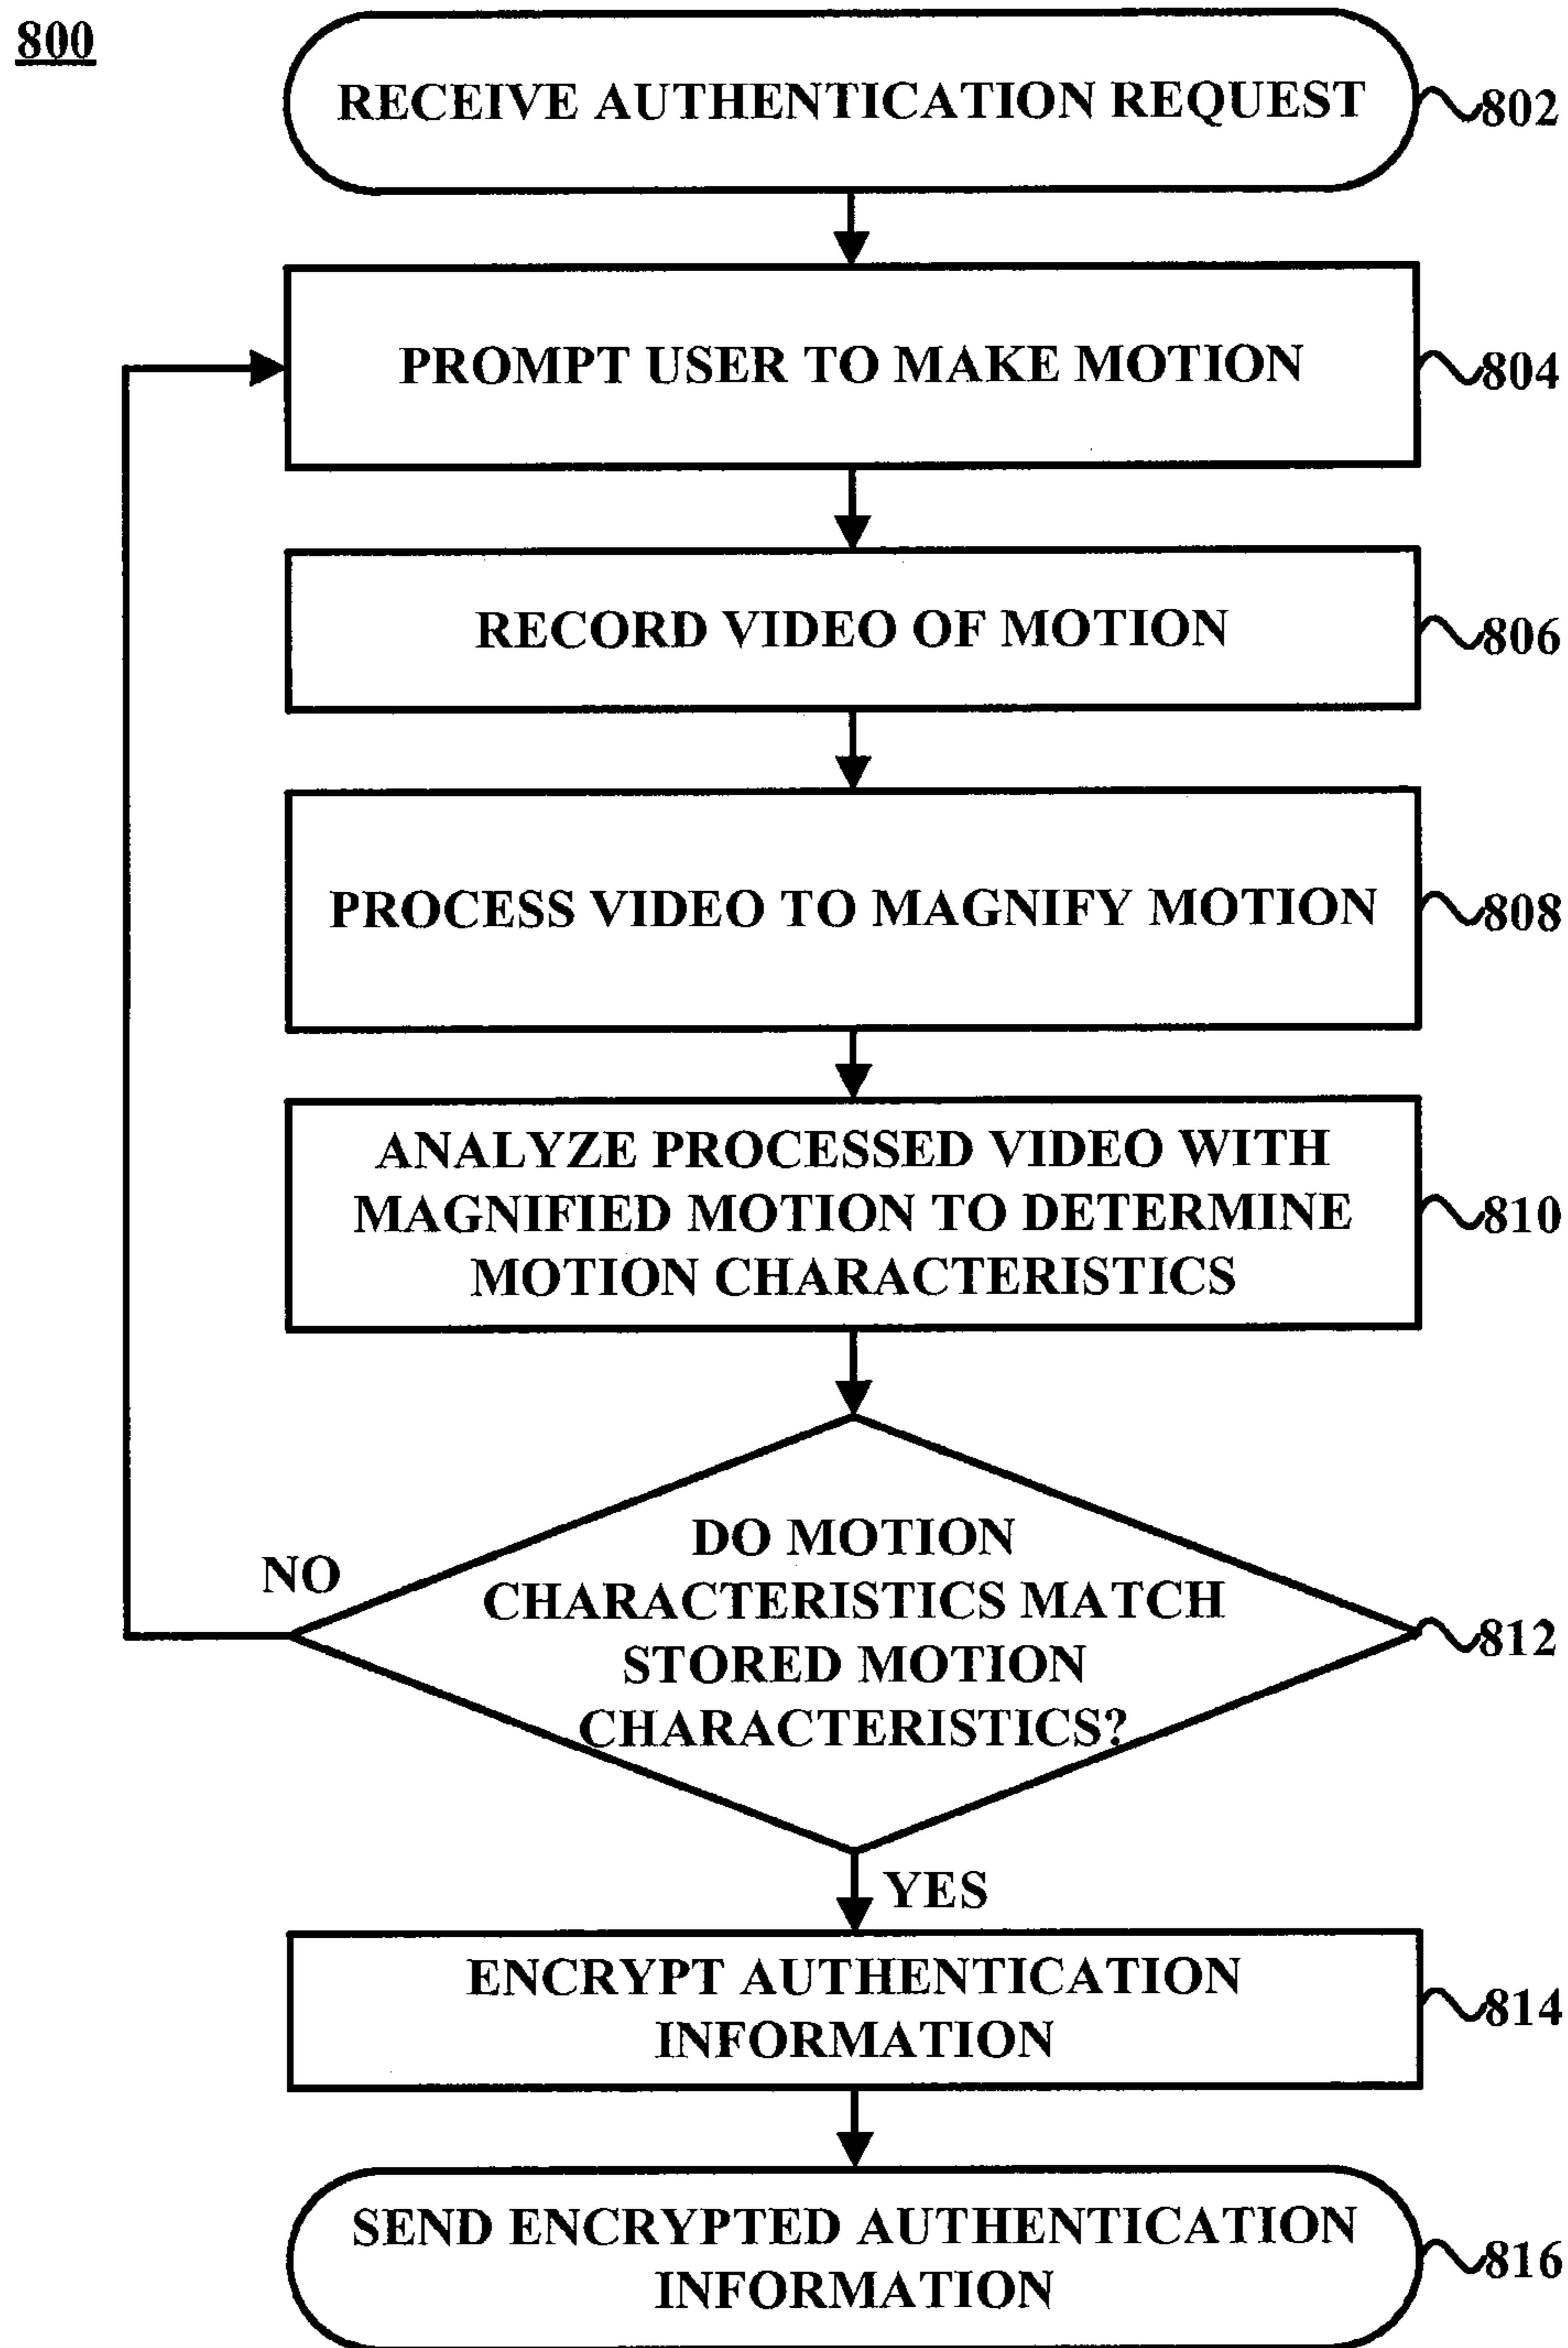 800
RECEIVE AUTHENTICATION REQUEST
802
PROMPT USER TO MAKE MOTION
804
RECORD VIDEO OF MOTION
806
PROCESS VIDEO TO MAGNIFY MOTION
808
ANALYZE PROCESSED VIDEO WITH
MAGNIFIED MOTION TO DETERMINE
MOTION CHARACTERISTICS
810
DO MOTION
CHARACTERISTICS MATCH
STORED MOTION
CHARACTERISTICS?
812
NO
YES
ENCRYPT AUTHENTICATION
INFORMATION
814
SEND ENCRYPTED AUTHENTICATION
INFORMATION
816